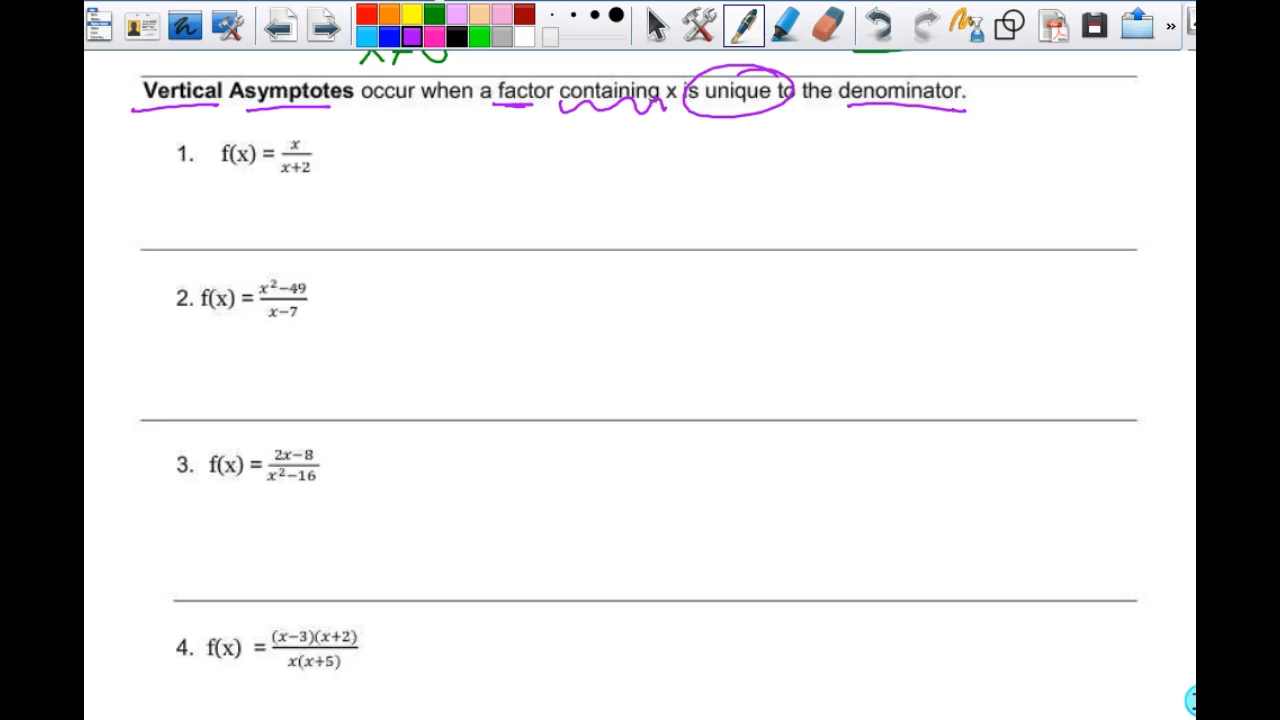 x≠
Vertical Asymptotes occur when a factor containing x is unique to the denominator.
1. f(x) = x/(x+2)
2. f(x) = (x²−49)/(x−7)
3. f(x) = (2x−8)/(x²−16)
4. f(x) = (x−3)(x+2)/x(x+5)